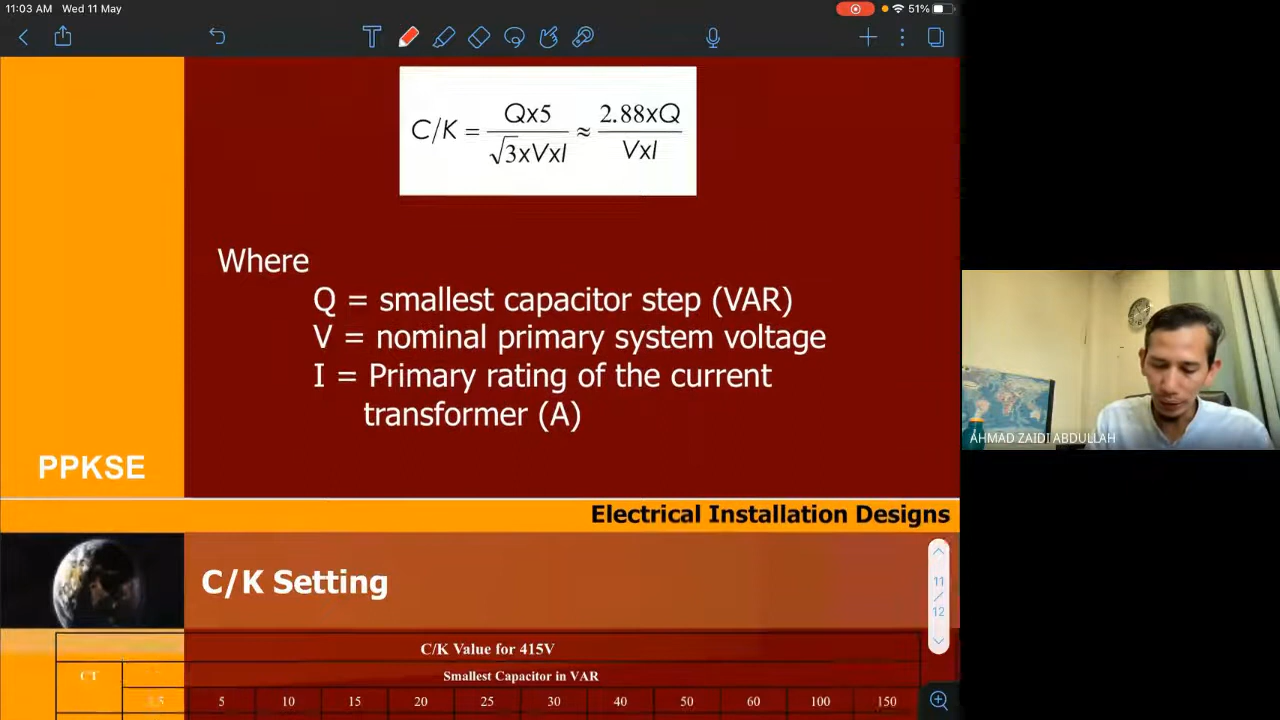 11:03 AM Wed 11 May
51%
C/K = Qx5 / √3xVxI ≈ 2.88xQ / VxI
Where
Q = smallest capacitor step (VAR)
V = nominal primary system voltage
I = Primary rating of the current
transformer (A)
PPKSE
AHMAD ZAIDI ABDULLAH
Electrical Installation Designs
C/K Setting
11
/
12
C/K Value for 415V
CT
Smallest Capacitor in VAR
2.5 5 10 15 20 25 30 40 50 60 100 150